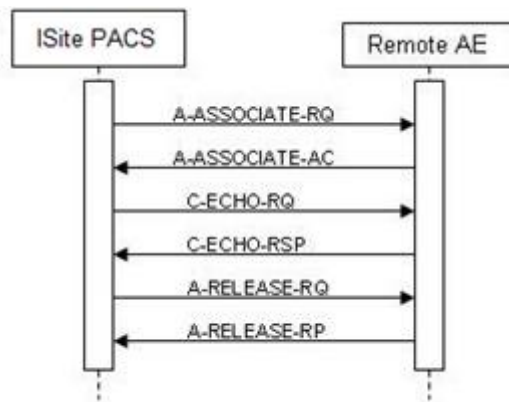 ISite PACS
Remote AE
A-ASSOCIATE-RQ
A-ASSOCIATE-AC
C-ECHO-RQ
C-ECHO-RSP
A-RELEASE-RQ
A-RELEASE-RP